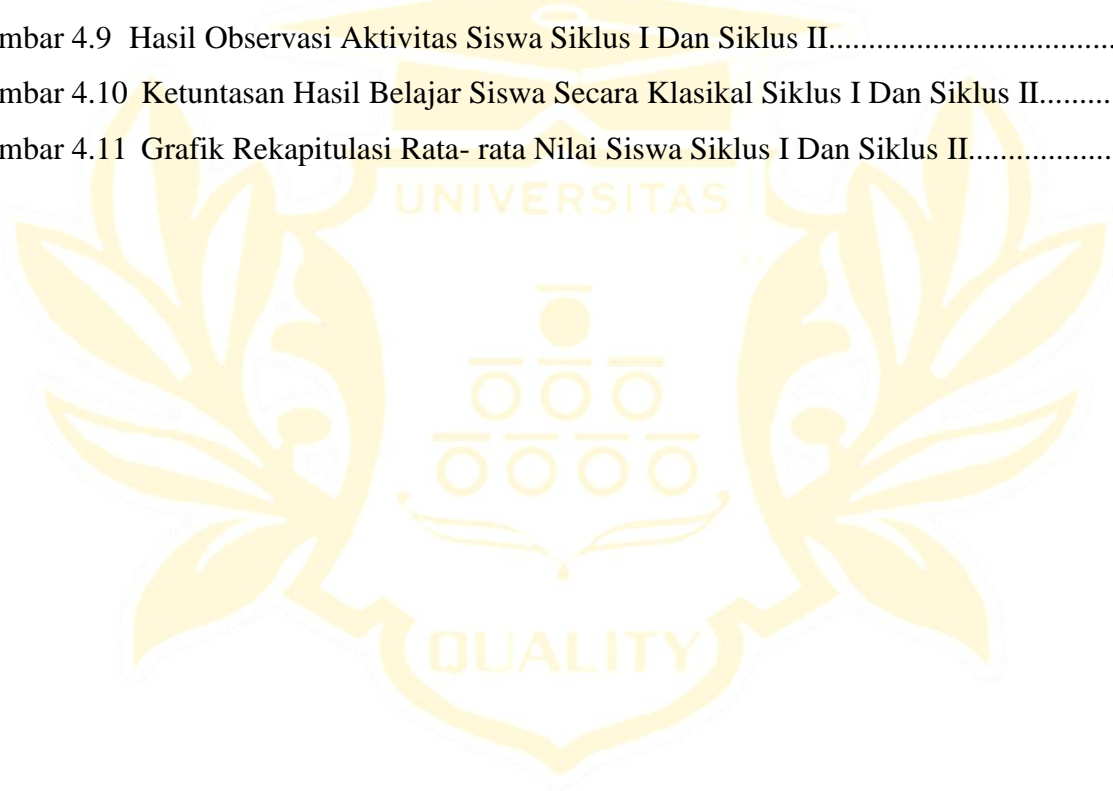 mbar 4.9 Hasil Observasi Aktivitas Siswa Siklus I Dan Siklus II...................................
mbar 4.10 Ketuntasan Hasil Belajar Siswa Secara Klasikal Siklus I Dan Siklus II.........
mbar 4.11 Grafik Rekapitulasi Rata- rata Nilai Siswa Siklus I Dan Siklus II..................
UNIVERSITAS
QUALITY